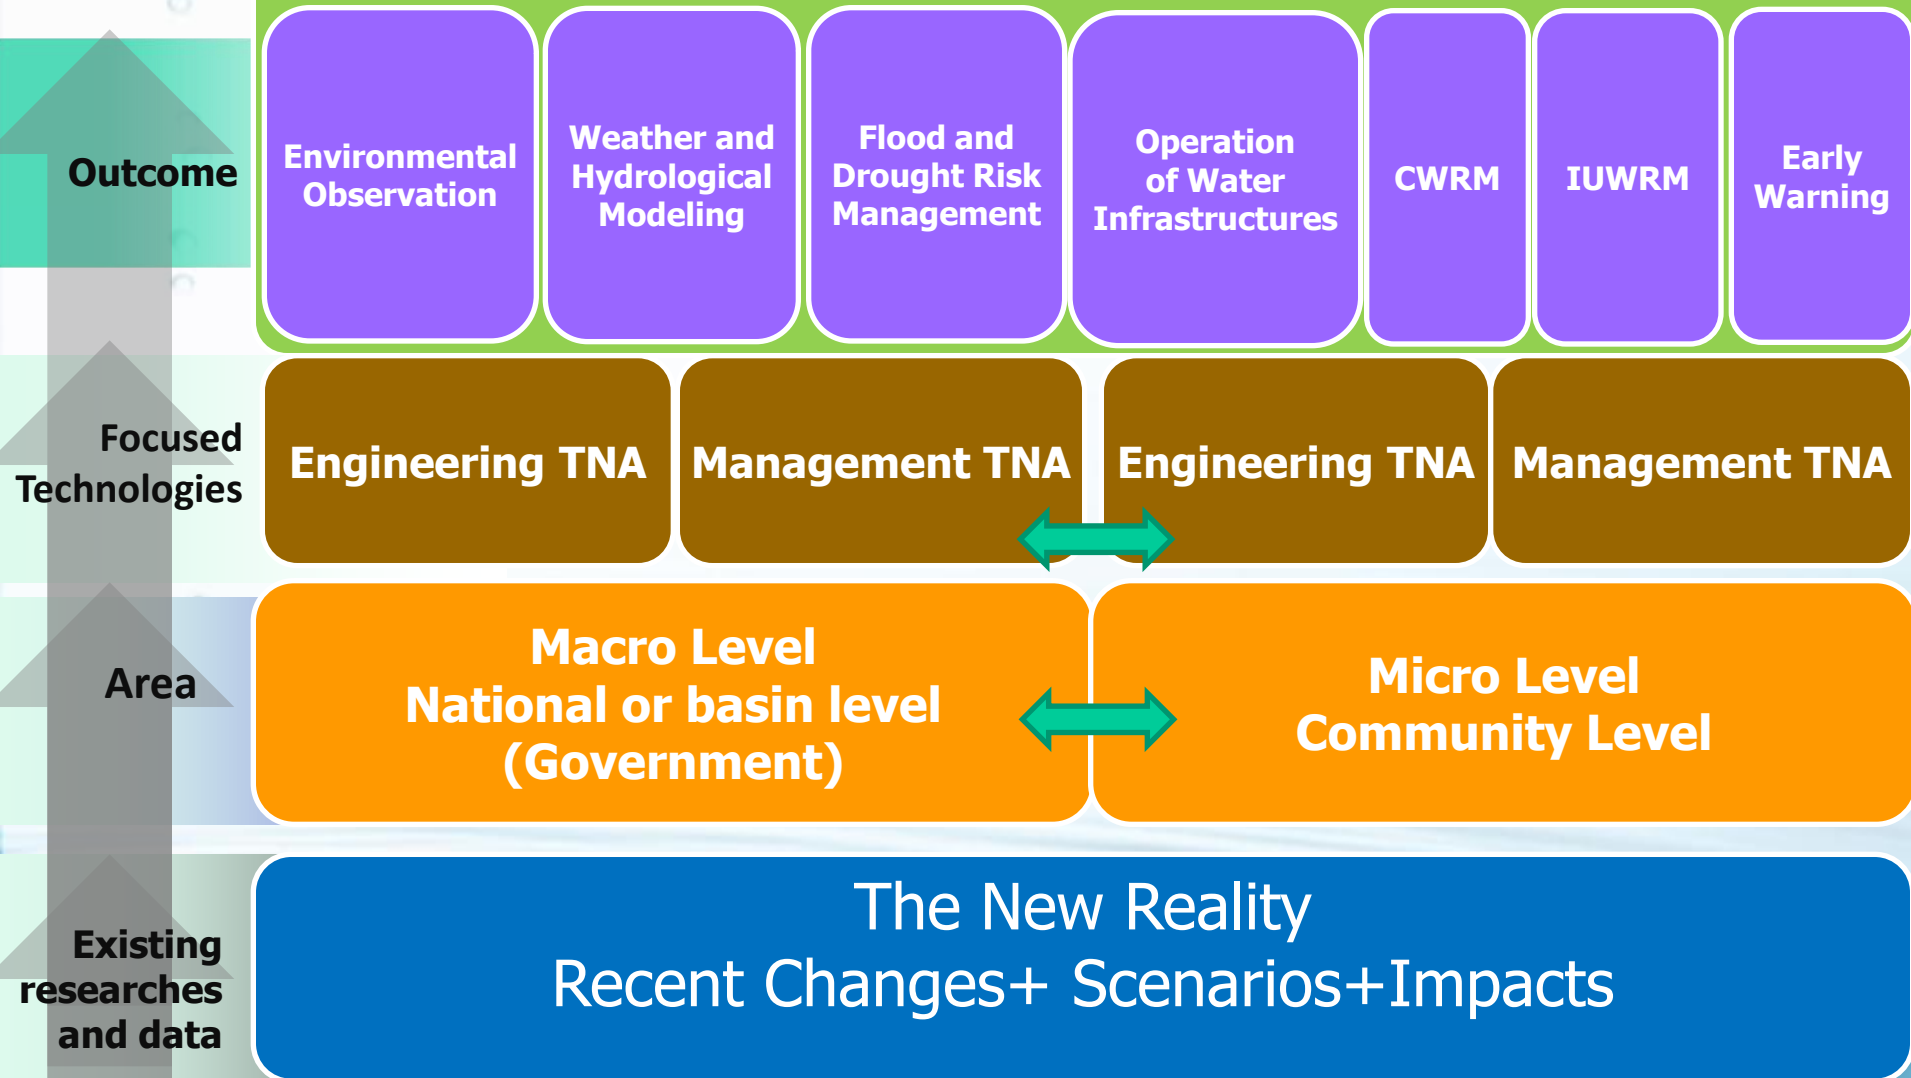 Outcome
Environmental
Observation
Weather and
Hydrological
Modeling
Flood and
Drought Risk
Management
Operation
of Water
Infrastructures
CWRM
IUWRM
Early
Warning
Focused
Technologies
Engineering TNA
Management TNA
Engineering TNA
Management TNA
Area
Macro Level
National or basin level
(Government)
Micro Level
Community Level
Existing
researches
and data
The New Reality
Recent Changes+ Scenarios+Impacts